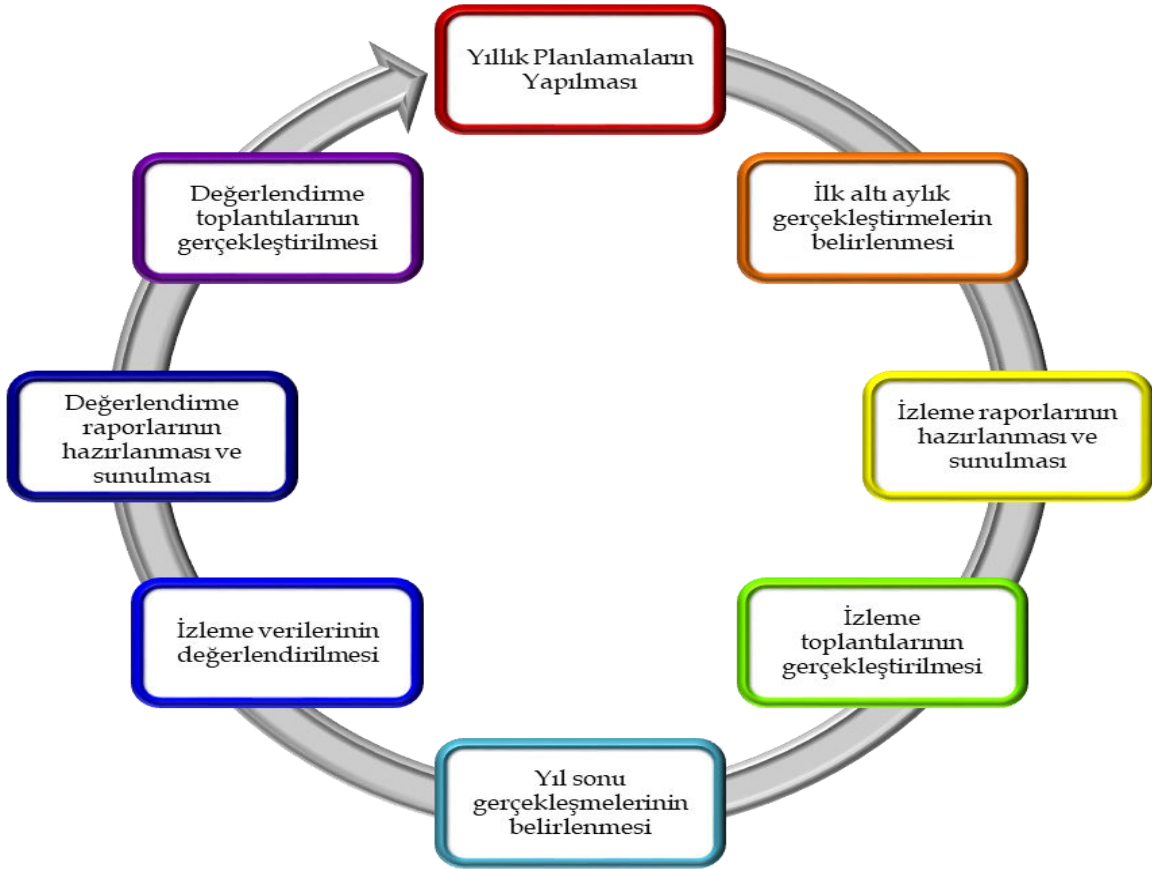 Yıllık Planlamaların
Yapılması
İlk altı aylık
gerçekleştirmelerin
belirlenmesi
İzleme raporlarının
hazırlanması ve
sunulması
İzleme
toplantılarının
gerçekleştirilmesi
Yıl sonu
gerçekleşmelerinin
belirlenmesi
İzleme verilerinin
değerlendirilmesi
Değerlendirme
raporlarının
hazırlanması ve
sunulması
Değerlendirme
toplantılarının
gerçekleştirilmesi